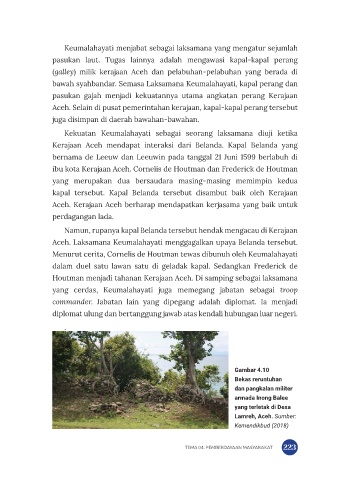 Keumalahayati menjabat sebagai laksamana yang mengatur sejumlah
pasukan laut. Tugas lainnya adalah mengawasi kapal-kapal perang
(galley) milik kerajaan Aceh dan pelabuhan-pelabuhan yang berada di
bawah syahbandar. Semasa Laksamana Keumalahayati, kapal perang dan
pasukan gajah menjadi kekuatannya utama angkatan perang Kerajaan
Aceh. Selain di pusat pemerintahan kerajaan, kapal-kapal perang tersebut
juga disimpan di daerah bawahan-bawahan.
Kekuatan Keumalahayati sebagai seorang laksamana diuji ketika
Kerajaan Aceh mendapat interaksi dari Belanda. Kapal Belanda yang
bernama de Leeuw dan Leeuwin pada tanggal 21 Juni 1599 berlabuh di
ibu kota Kerajaan Aceh. Cornelis de Houtman dan Frederick de Houtman
yang merupakan dua bersaudara masing-masing memimpin kedua
kapal tersebut. Kapal Belanda tersebut disambut baik oleh Kerajaan
Aceh. Kerajaan Aceh berharap mendapatkan kerjasama yang baik untuk
perdagangan lada.
Namun, rupanya kapal Belanda tersebut hendak mengacau di Kerajaan
Aceh. Laksamana Keumalahayati menggagalkan upaya Belanda tersebut.
Menurut cerita, Cornelis de Houtman tewas dibunuh oleh Keumalahayati
dalam duel satu lawan satu di geladak kapal. Sedangkan Frederick de
Houtman menjadi tahanan Kerajaan Aceh. Di samping sebagai laksamana
yang cerdas, Keumalahayati juga memegang jabatan sebagai troop
commander. Jabatan lain yang dipegang adalah diplomat. Ia menjadi
diplomat ulung dan bertanggung jawab atas kendali hubungan luar negeri.
Gambar 4.10
Bekas reruntuhan
dan pangkalan militer
armada Inong Balee
yang terletak di Desa
Lamreh, Aceh. Sumber:
Kemendikbud (2018)
TEMA 04: PEMBERDAYAAN MASYARAKAT 223